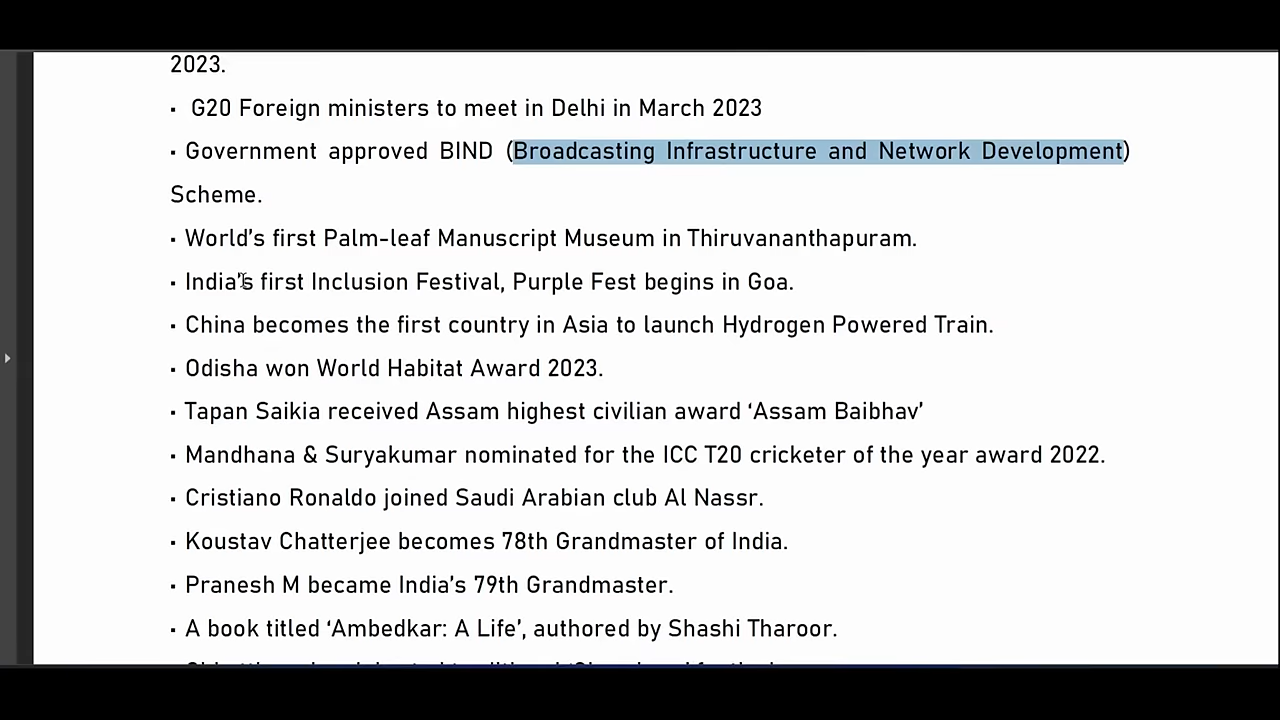 2023.
▪ G20 Foreign ministers to meet in Delhi in March 2023
▪ Government approved BIND (Broadcasting Infrastructure and Network Development)
Scheme.
▪ World's first Palm-leaf Manuscript Museum in Thiruvananthapuram.
▪ India's first Inclusion Festival, Purple Fest begins in Goa.
▪ China becomes the first country in Asia to launch Hydrogen Powered Train.
▪ Odisha won World Habitat Award 2023.
▪ Tapan Saikia received Assam highest civilian award ‘Assam Baibhav’
▪ Mandhana & Suryakumar nominated for the ICC T20 cricketer of the year award 2022.
▪ Cristiano Ronaldo joined Saudi Arabian club Al Nassr.
▪ Koustav Chatterjee becomes 78th Grandmaster of India.
▪ Pranesh M became India's 79th Grandmaster.
▪ A book titled ‘Ambedkar: A Life’, authored by Shashi Tharoor.